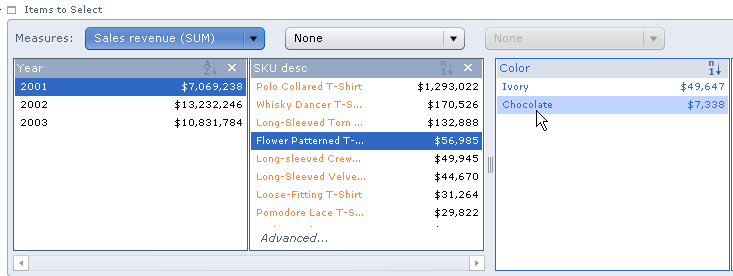 Items to Select
Measures: Sales revenue (SUM) None None
Year
2001 $7,069,238
2002 $13,232,246
2003 $10,831,784
SKU desc
Polo Collared T-Shirt $1,293,022
Whisky Dancer T-S... $170,526
Long-Sleeved Torn ... $132,888
Flower Patterned T-... $56,985
Long-sleeved Crew... $49,945
Long-Sleeved Velve... $44,670
Loose-Fitting T-Shirt $31,264
Pomodore Lace T-S... $29,822
Advanced...
Color
Ivory $49,647
Chocolate $7,338